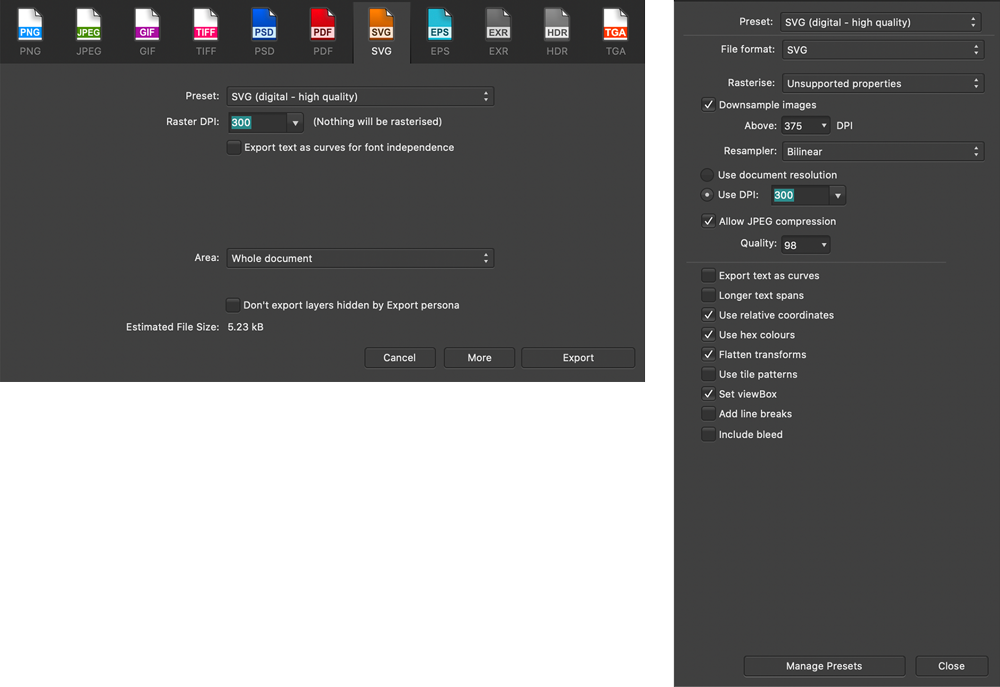 PNG JPEG GIF TIFF PSD PDF SVG EPS EXR HDR TGA
PNG JPEG GIF TIFF PSD PDF SVG EPS EXR HDR TGA
Preset: SVG (digital - high quality)
Raster DPI: 300 (Nothing will be rasterised)
Export text as curves for font independence
Area: Whole document
Don't export layers hidden by Export persona
Estimated File Size: 5.23 kB
Cancel More Export
Preset: SVG (digital - high quality)
File format: SVG
Rasterise: Unsupported properties
Downsample images
Above: 375 DPI
Resampler: Bilinear
Use document resolution
Use DPI: 300
Allow JPEG compression
Quality: 98
Export text as curves
Longer text spans
Use relative coordinates
Use hex colours
Flatten transforms
Use tile patterns
Set viewBox
Add line breaks
Include bleed
Manage Presets Close